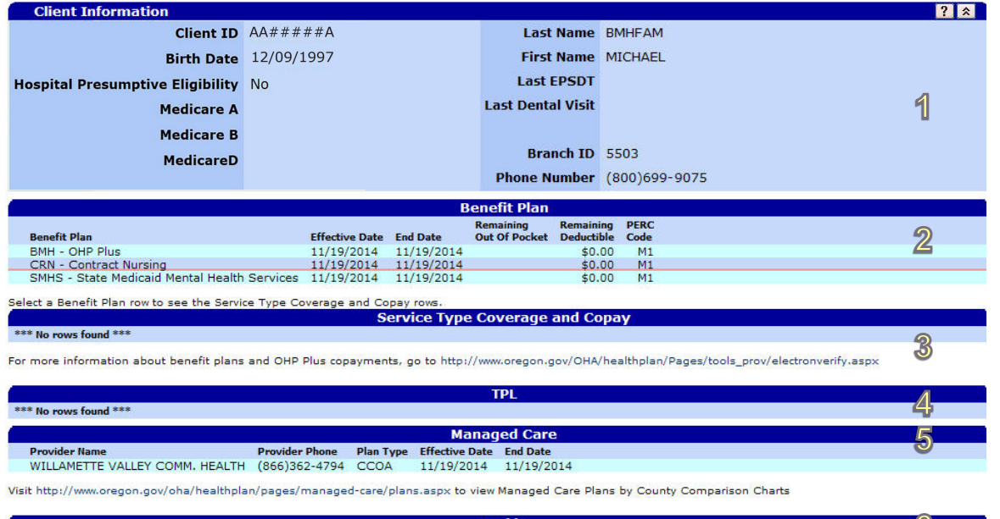 Client Information ?
Client ID AA#####A Last Name BMHFAM
Birth Date 12/09/1997 First Name MICHAEL
Hospital Presumptive Eligibility No Last EPSDT
Medicare A Last Dental Visit 1
Medicare B
MedicareD Branch ID 5503
Phone Number (800)699-9075
Benefit Plan
Benefit Plan Effective Date End Date Remaining Out Of Pocket Remaining Deductible PERC Code 2
BMH - OHP Plus 11/19/2014 11/19/2014 $0.00 M1
CRN - Contract Nursing 11/19/2014 11/19/2014 $0.00 M1
SMHS - State Medicaid Mental Health Services 11/19/2014 11/19/2014 $0.00 M1
Select a Benefit Plan row to see the Service Type Coverage and Copay rows.
Service Type Coverage and Copay
*** No rows found *** 3
For more information about benefit plans and OHP Plus copayments, go to http://www.oregon.gov/OHA/healthplan/Pages/tools_prov/electronverify.aspx
TPL
*** No rows found *** 4
Managed Care 5
Provider Name Provider Phone Plan Type Effective Date End Date
WILLAMETTE VALLEY COMM. HEALTH (866)362-4794 CCOA 11/19/2014 11/19/2014
Visit http://www.oregon.gov/oha/healthplan/pages/managed-care/plans.aspx to view Managed Care Plans by County Comparison Charts